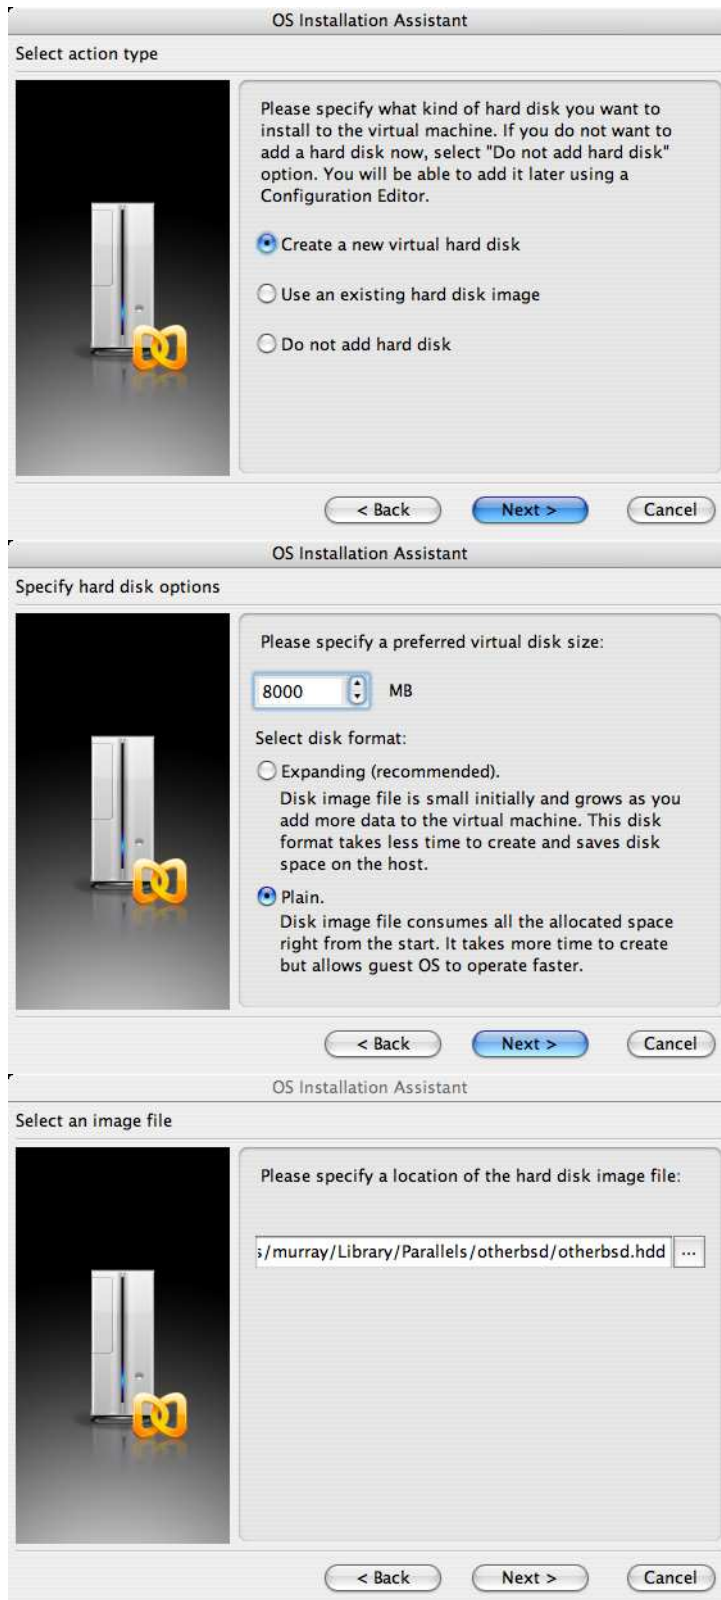 OS Installation Assistant
Select action type
Please specify what kind of hard disk you want to
install to the virtual machine. If you do not want to
add a hard disk now, select "Do not add hard disk"
option. You will be able to add it later using a
Configuration Editor.
Create a new virtual hard disk
Use an existing hard disk image
Do not add hard disk
< Back Next > Cancel
OS Installation Assistant
Specify hard disk options
Please specify a preferred virtual disk size:
8000 MB
Select disk format:
Expanding (recommended).
Disk image file is small initially and grows as you
add more data to the virtual machine. This disk
format takes less time to create and saves disk
space on the host.
Plain.
Disk image file consumes all the allocated space
right from the start. It takes more time to create
but allows guest OS to operate faster.
< Back Next > Cancel
OS Installation Assistant
Select an image file
Please specify a location of the hard disk image file:
s/murray/Library/Parallels/otherbsd/otherbsd.hdd ...
< Back Next > Cancel